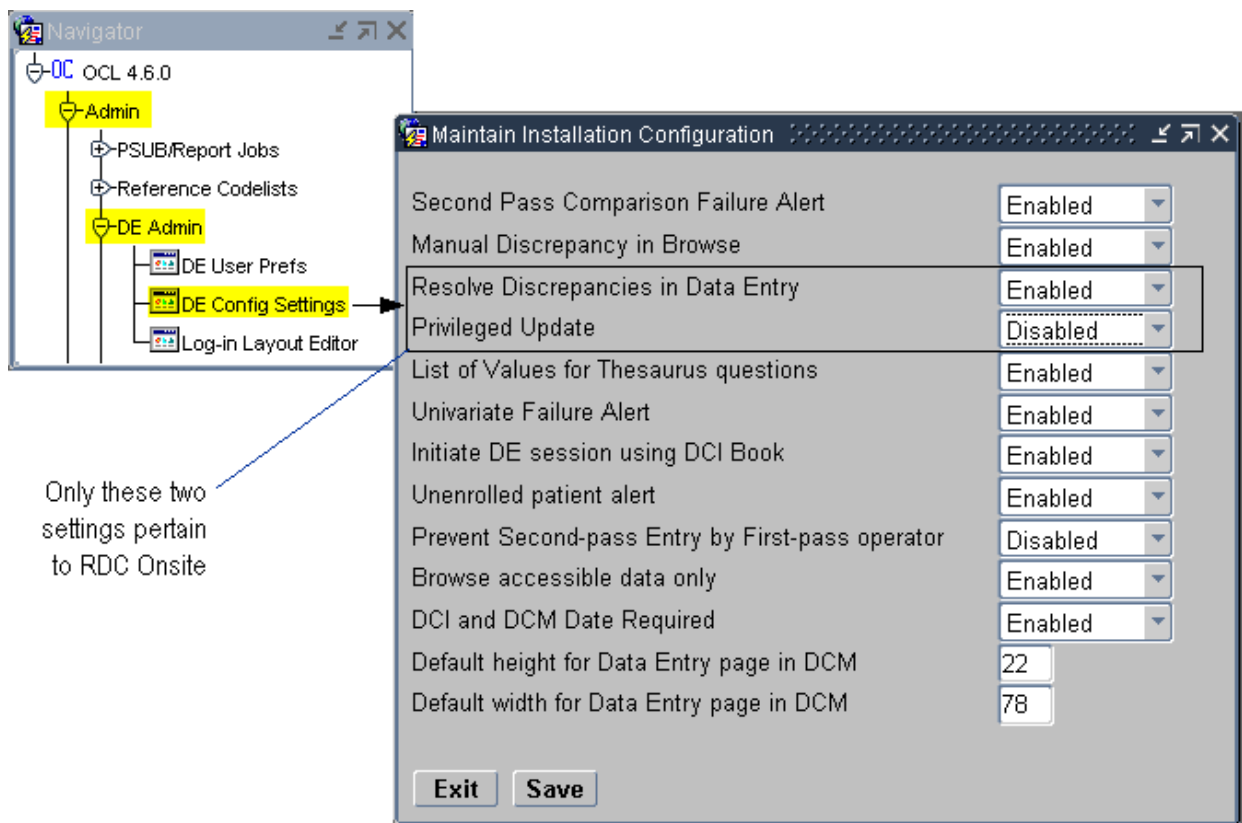 Navigator
OC OCL 4.6.0
Admin
PSUB/Report Jobs
Reference Codelists
DE Admin
DE User Prefs
DE Config Settings
Log-in Layout Editor
Only these two
settings pertain
to RDC Onsite
Maintain Installation Configuration
Second Pass Comparison Failure Alert Enabled
Manual Discrepancy in Browse Enabled
Resolve Discrepancies in Data Entry Enabled
Privileged Update Disabled
List of Values for Thesaurus questions Enabled
Univariate Failure Alert Enabled
Initiate DE session using DCI Book Enabled
Unenrolled patient alert Enabled
Prevent Second-pass Entry by First-pass operator Disabled
Browse accessible data only Enabled
DCI and DCM Date Required Enabled
Default height for Data Entry page in DCM 22
Default width for Data Entry page in DCM 78
Exit Save